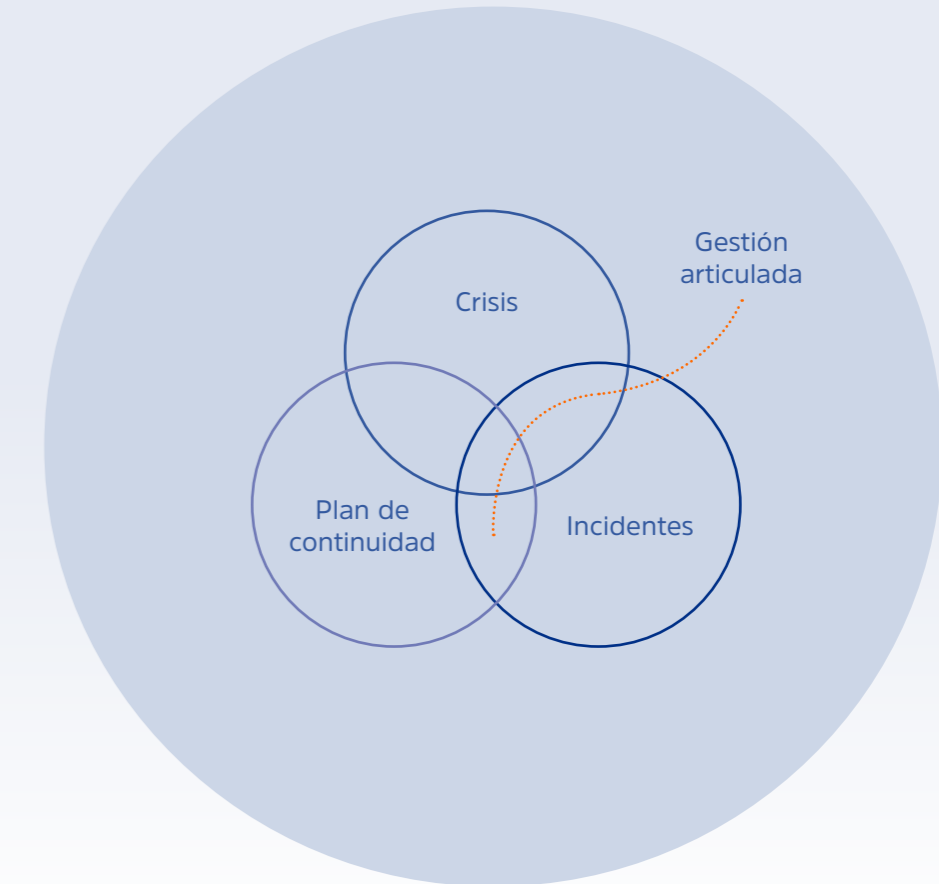 Gestión
articulada
Crisis
Plan de
continuidad
Incidentes